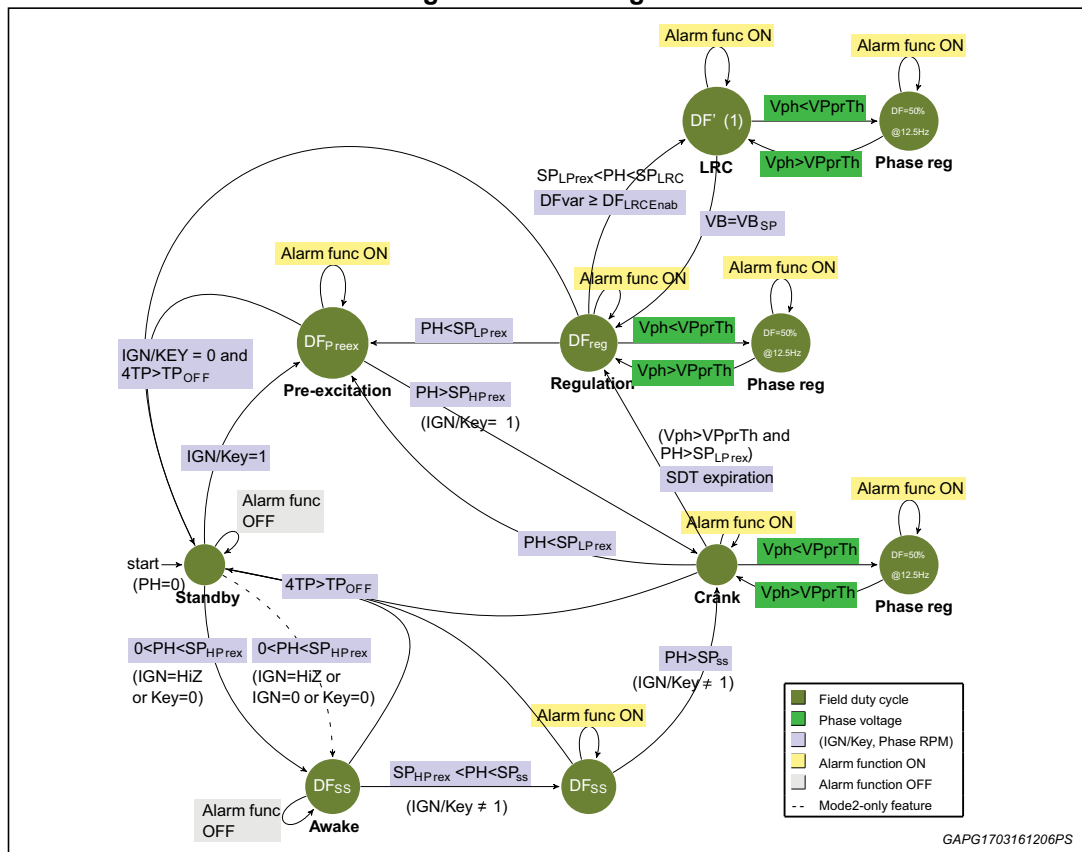 Alarm func ON
Alarm func ON
DF' (1)
Vph<VPprTh
DF=50%
@12.5Hz
Vph>VPprTh
LRC
Phase reg
SPLPrex<PH<SPLRC
DFvar ≥ DFLRCEnab
VB=VBSP
Alarm func ON
Alarm func ON
Alarm func ON
DFPreex
PH<SPLPrex
DFreg
Vph<VPprTh
DF=50%
@12.5Hz
Vph>VPprTh
IGN/KEY = 0 and
4TP>TPOFF
Pre-excitation
Regulation
Phase reg
PH>SPHPrex
(IGN/Key= 1)
(Vph>VPprTh and
PH>SPLPrex)
SDT expiration
IGN/Key=1
Alarm func ON
Alarm func
OFF
Alarm func ON
PH<SPLPrex
Vph<VPprTh
DF=50%
@12.5Hz
start
(PH=0)
Standby
4TP>TPOFF
Crank
Vph>VPprTh
Phase reg
0<PH<SPHPrex
(IGN=HiZ
or Key=0)
0<PH<SPHPrex
(IGN=HiZ or
IGN=0 or Key=0)
PH>SPss
(IGN/Key ≠ 1)
Alarm func ON
DFSS
SPHPrex <PH<SPss
(IGN/Key ≠ 1)
DFSS
Alarm func
OFF
Awake
Field duty cycle
Phase voltage
(IGN/Key, Phase RPM)
Alarm function ON
Alarm function OFF
-- Mode2-only feature
GAPG1703161206PS